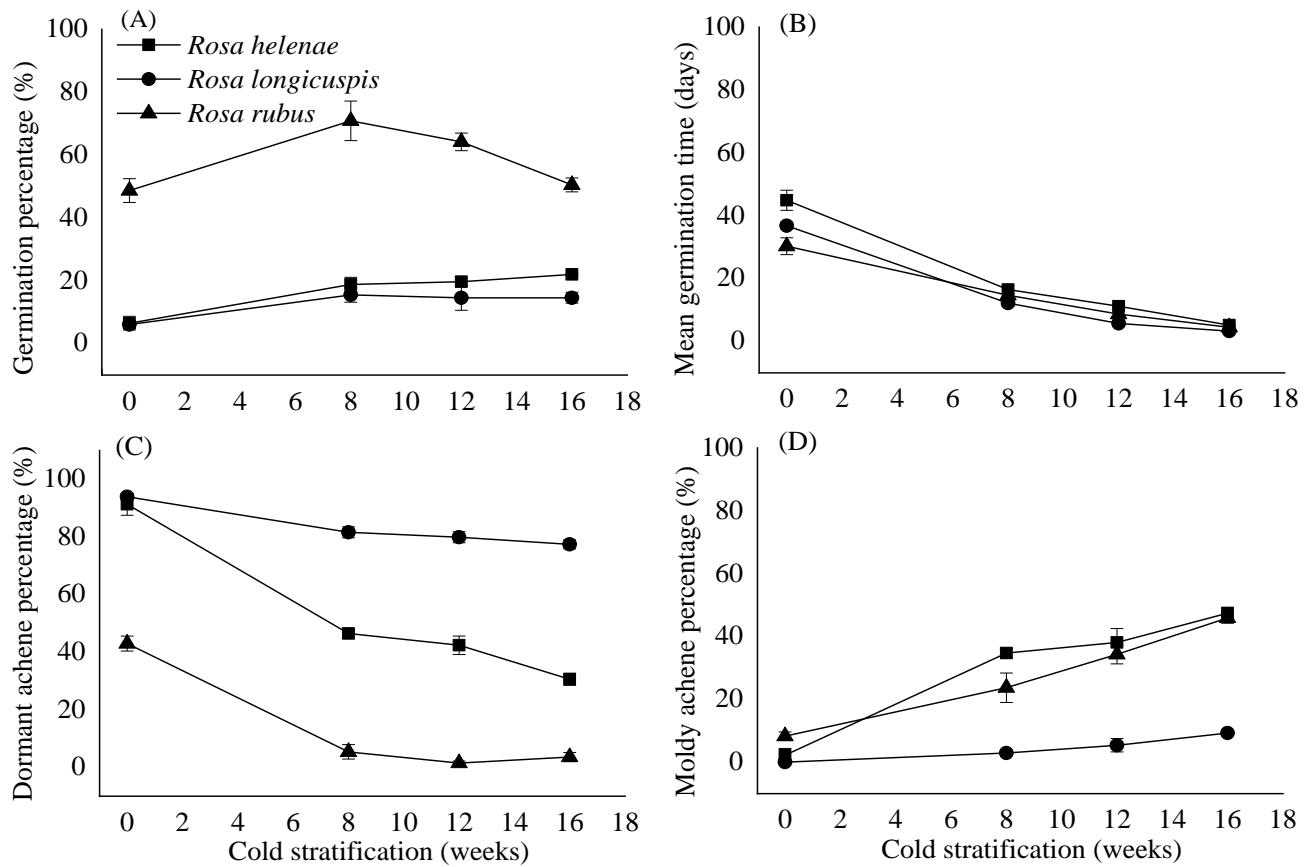 (A)
Rosa helenae
Rosa longicuspis
Rosa rubus
Germination percentage (%)
100
80
60
40
20
0
0 2 4 6 8 10 12 14 16 18
(B)
Mean germination time (days)
100
80
60
40
20
0
0 2 4 6 8 10 12 14 16 18
(C)
Dormant achene percentage (%)
100
80
60
40
20
0
0 2 4 6 8 10 12 14 16 18
Cold stratification (weeks)
(D)
Moldy achene percentage (%)
100
80
60
40
20
0
0 2 4 6 8 10 12 14 16 18
Cold stratification (weeks)